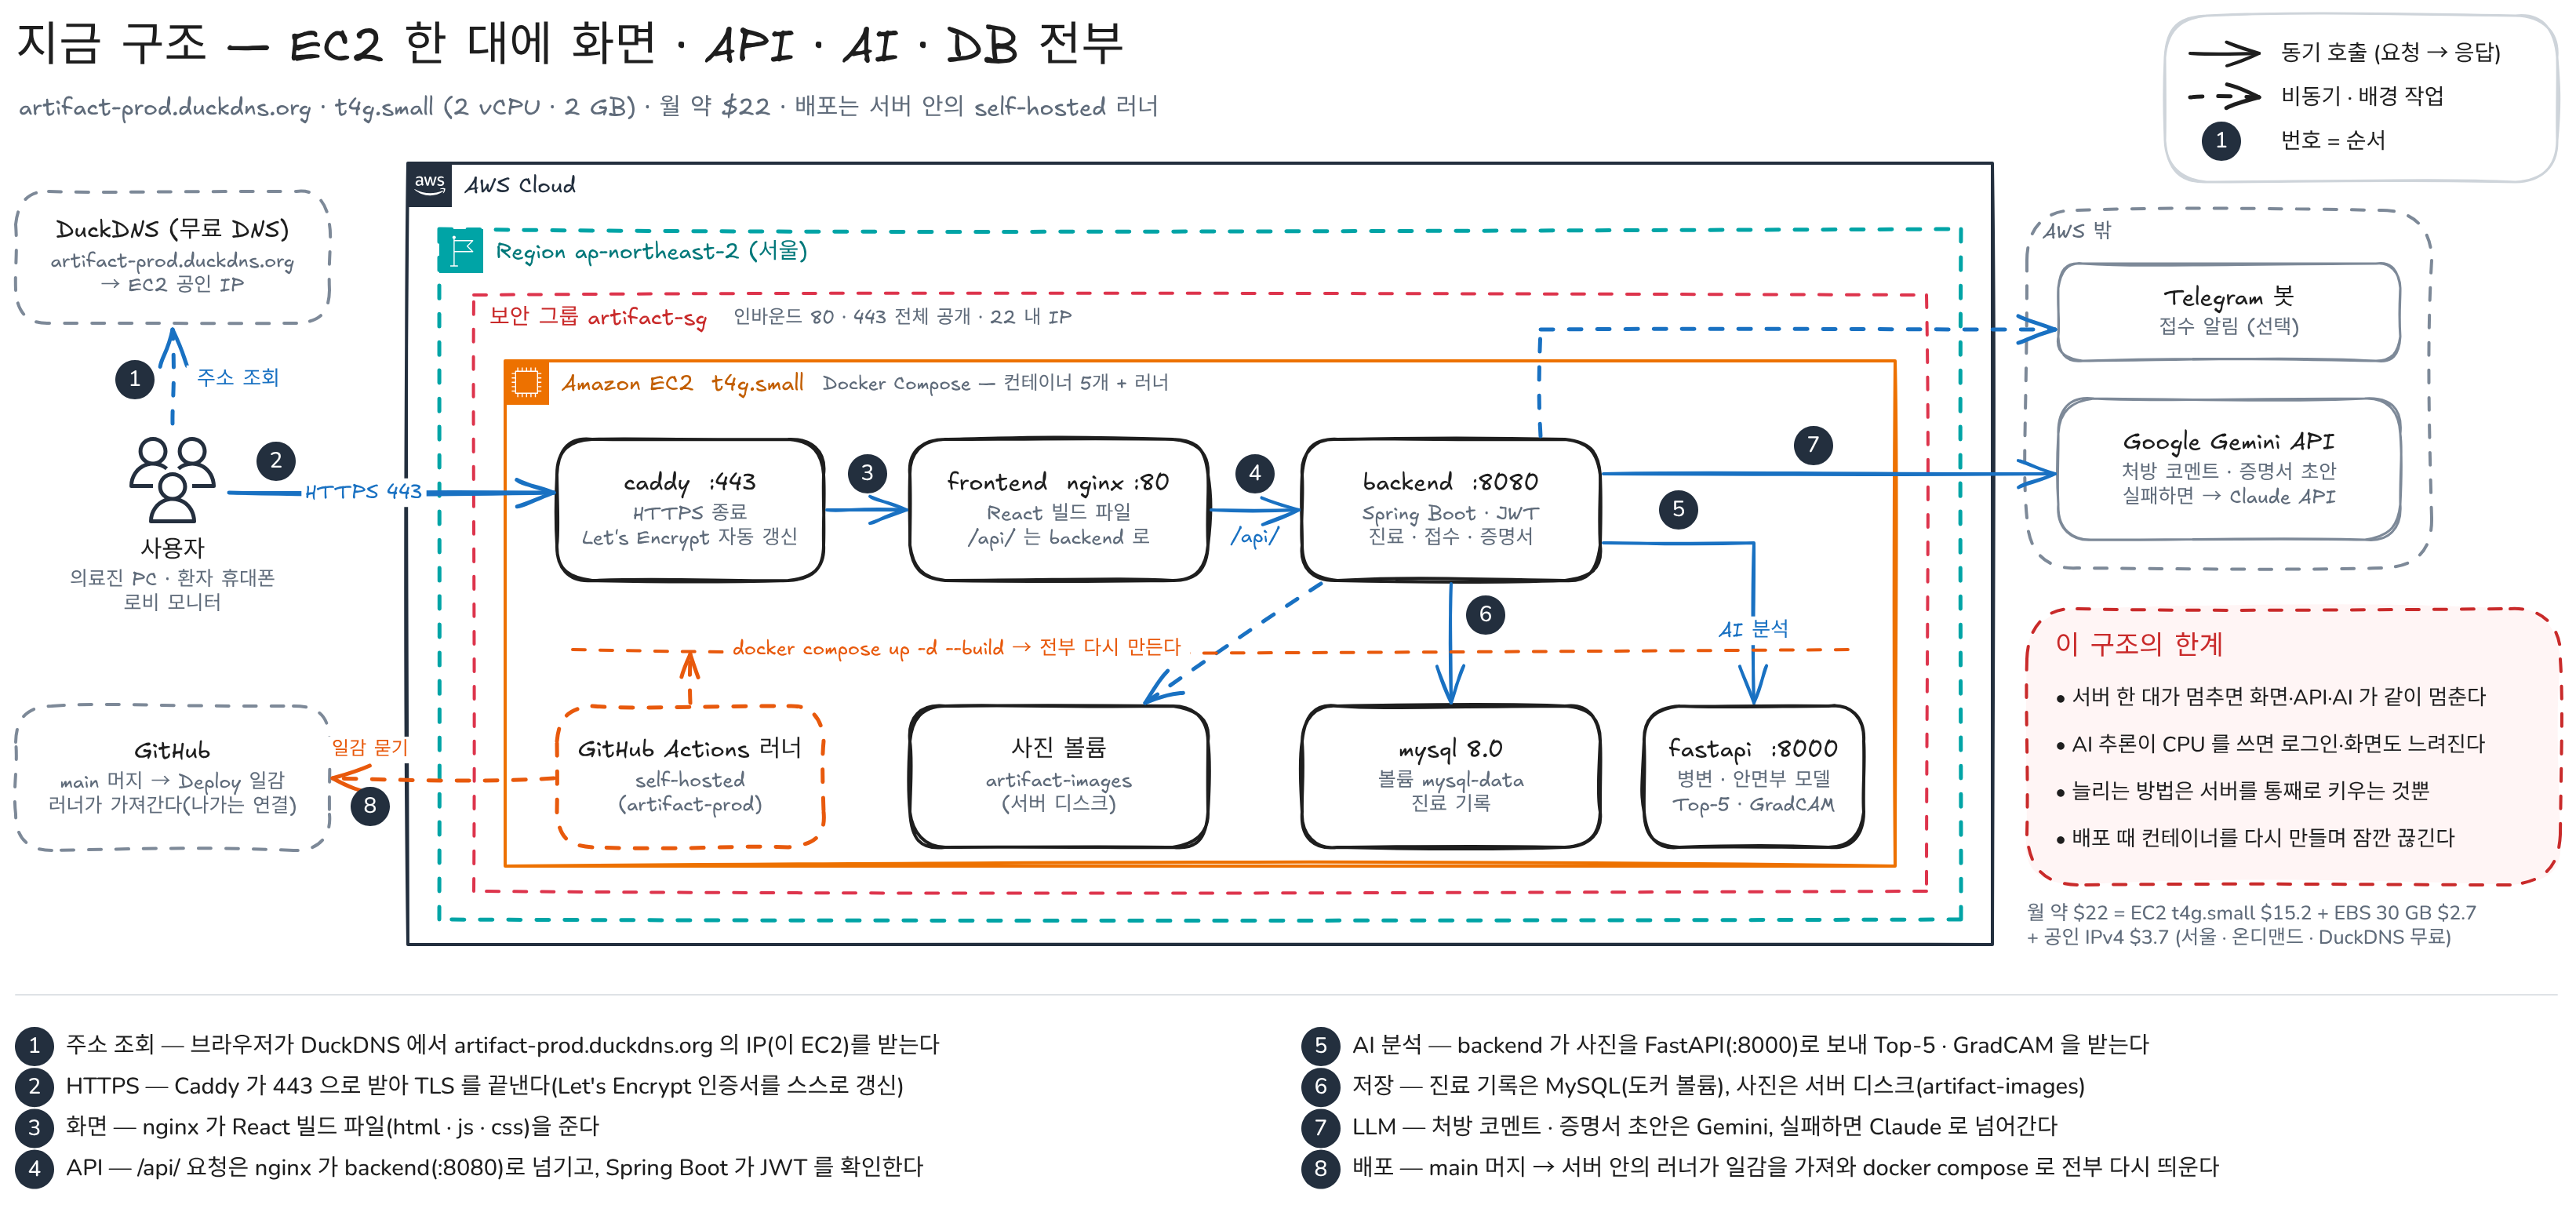 지금 구조 — EC2 한 대에 화면 · API · AI · DB 전부
artifact-prod.duckdns.org · t4g.small (2 vCPU · 2 GB) · 월 약 $22 · 배포는 서버 안의 self-hosted 러너
동기 호출 (요청 → 응답)
비동기 · 배경 작업
1 번호 = 순서
DuckDNS (무료 DNS)
artifact-prod.duckdns.org
→ EC2 공인 IP
1 주소 조회
사용자
의료진 PC · 환자 휴대폰
로비 모니터
2
HTTPS 443
aws AWS Cloud
Region ap-northeast-2 (서울)
보안 그룹 artifact-sg 인바운드 80 · 443 전체 공개 · 22 내 IP
Amazon EC2 t4g.small Docker Compose — 컨테이너 5개 + 러너
caddy :443
HTTPS 종료
Let's Encrypt 자동 갱신
3
frontend nginx :80
React 빌드 파일
/api/ 는 backend 로
4
/api/
backend :8080
Spring Boot · JWT
진료 · 접수 · 증명서
7
5
6
AI 분석
docker compose up -d --build → 전부 다시 만든다
AWS 밖
Telegram 봇
접수 알림 (선택)
Google Gemini API
처방 코멘트 · 증명서 초안
실패하면 → Claude API
GitHub
main 머지 → Deploy 일감
러너가 가져간다(나가는 연결)
일감 묻기
8
GitHub Actions 러너
self-hosted
(artifact-prod)
사진 볼륨
artifact-images
(서버 디스크)
mysql 8.0
볼륨 mysql-data
진료 기록
fastapi :8000
병변 · 안면부 모델
Top-5 · GradCAM
이 구조의 한계
• 서버 한 대가 멈추면 화면·API·AI 가 같이 멈춘다
• AI 추론이 CPU 를 쓰면 로그인·화면도 느려진다
• 늘리는 방법은 서버를 통째로 키우는 것뿐
• 배포 때 컨테이너를 다시 만들며 잠깐 끊긴다
월 약 $22 = EC2 t4g.small $15.2 + EBS 30 GB $2.7
+ 공인 IPv4 $3.7 (서울 · 온디맨드 · DuckDNS 무료)
1 주소 조회 — 브라우저가 DuckDNS 에서 artifact-prod.duckdns.org 의 IP(이 EC2)를 받는다
2 HTTPS — Caddy 가 443 으로 받아 TLS 를 끝낸다(Let's Encrypt 인증서를 스스로 갱신)
3 화면 — nginx 가 React 빌드 파일(html · js · css)을 준다
4 API — /api/ 요청은 nginx 가 backend(:8080)로 넘기고, Spring Boot 가 JWT 를 확인한다
5 AI 분석 — backend 가 사진을 FastAPI(:8000)로 보내 Top-5 · GradCAM 을 받는다
6 저장 — 진료 기록은 MySQL(도커 볼륨), 사진은 서버 디스크(artifact-images)
7 LLM — 처방 코멘트 · 증명서 초안은 Gemini, 실패하면 Claude 로 넘어간다
8 배포 — main 머지 → 서버 안의 러너가 일감을 가져와 docker compose 로 전부 다시 띄운다